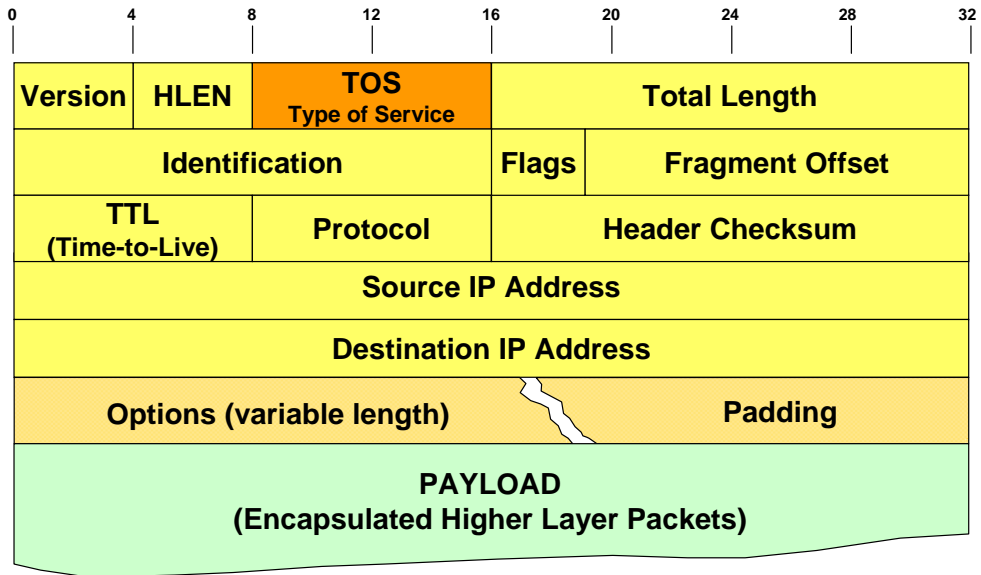 0 4 8 12 16 20 24 28 32
Version HLEN TOS Total Length
Type of Service
Identification Flags Fragment Offset
TTL Protocol Header Checksum
(Time-to-Live)
Source IP Address
Destination IP Address
Options (variable length) Padding
PAYLOAD
(Encapsulated Higher Layer Packets)